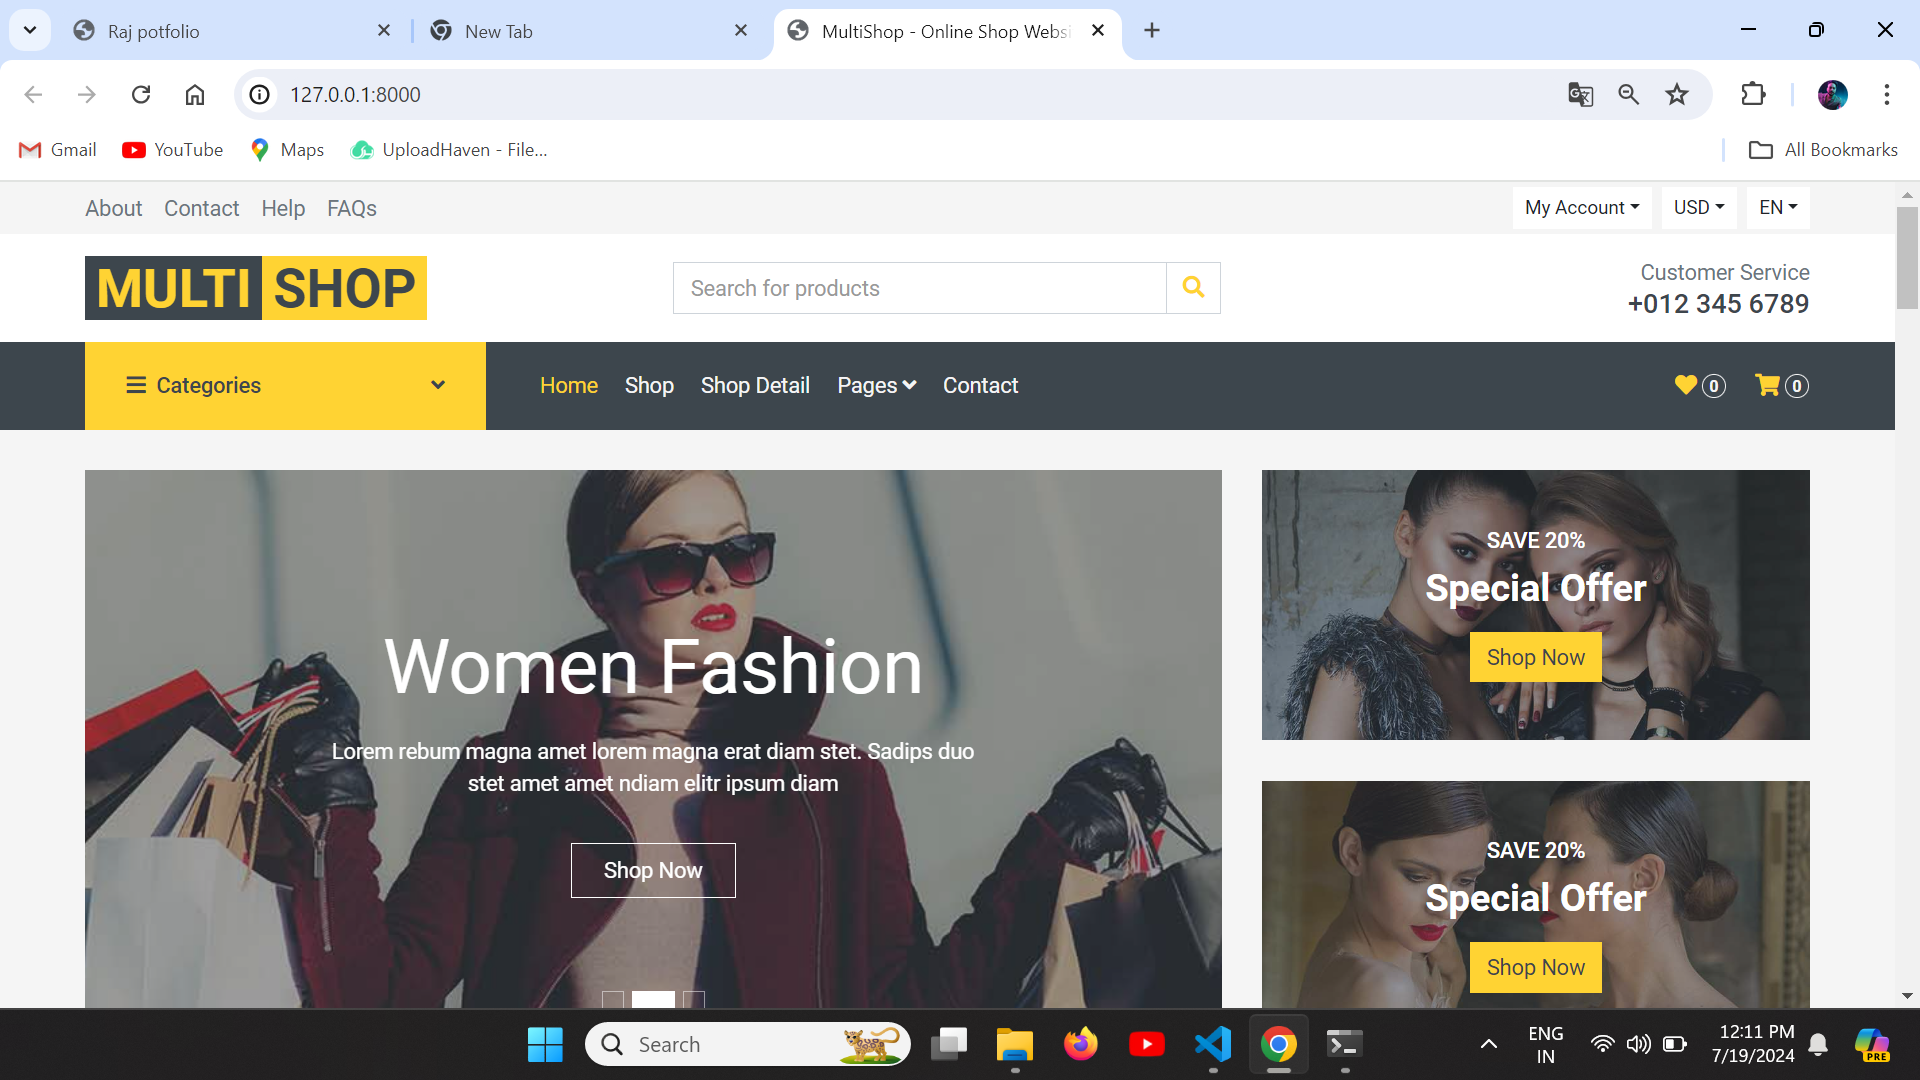 Raj potfolio
New Tab
MultiShop - Online Shop Websi
127.0.0.1:8000
Gmail
YouTube
Maps
UploadHaven - File...
All Bookmarks
About
Contact
Help
FAQs
My Account
USD
EN
MULTI SHOP
Search for products
Customer Service
+012 345 6789
Categories
Home
Shop
Shop Detail
Pages
Contact
0
0
Women Fashion
Lorem rebum magna amet lorem magna erat diam stet. Sadips duo
stet amet amet ndiam elitr ipsum diam
Shop Now
SAVE 20%
Special Offer
Shop Now
SAVE 20%
Special Offer
Shop Now
Search
ENG
IN
12:11 PM
7/19/2024
PRE